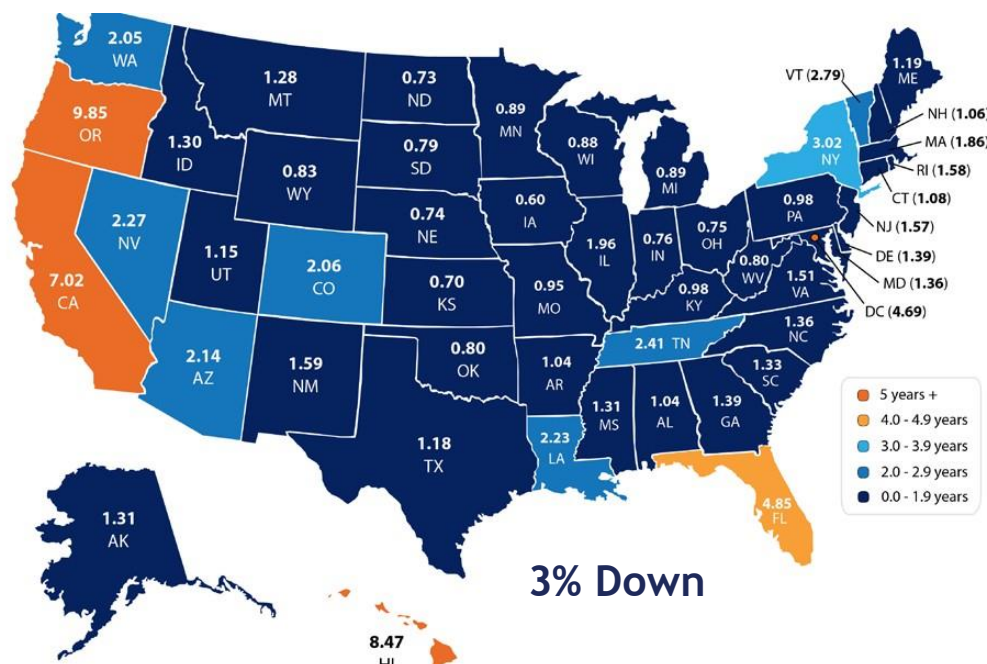 2.05
WA
9.85
OR
7.02
CA
2.27
NV
1.30
ID
1.28
MT
0.83
WY
1.15
UT
2.06
CO
2.14
AZ
1.59
NM
0.73
ND
0.79
SD
0.74
NE
0.70
KS
0.80
OK
1.18
TX
0.89
MN
0.60
IA
0.95
MO
1.04
AR
2.23
LA
0.88
WI
1.96
IL
0.89
MI
0.76
IN
0.75
OH
0.98
KY
2.41 TN
1.31
MS
1.04
AL
1.39
GA
4.85
FL
1.33
SC
1.36
NC
1.51
VA
0.80
WV
0.98
PA
3.02
NY
1.19
ME
VT (2.79)
NH (1.06)
MA (1.86)
RI (1.58)
CT (1.08)
NJ (1.57)
DE (1.39)
MD (1.36)
DC (4.69)
5 years +
4.0 - 4.9 years
3.0 - 3.9 years
2.0 - 2.9 years
0.0 - 1.9 years
1.31
AK
8.47
HI
3% Down